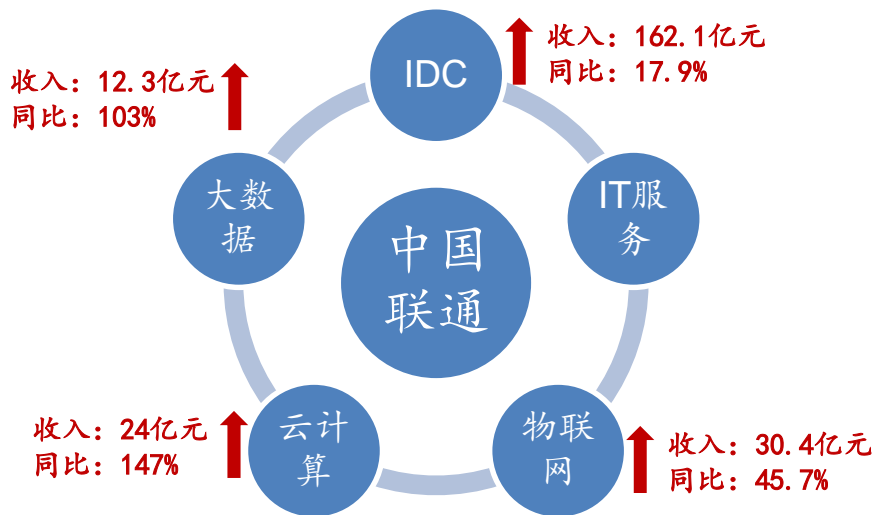 IDC
收入：162.1亿元
同比：17.9%
收入：12.3亿元
同比：103%
大数
据
IT服
务
中国
联通
云计
算
收入：24亿元
同比：147%
物联
网
收入：30.4亿元
同比：45.7%